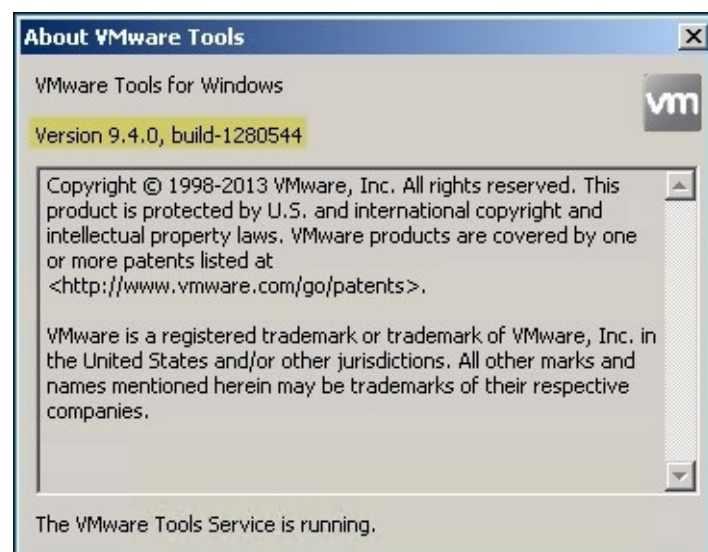 About VMware Tools
VMware Tools for Windows
vm
Version 9.4.0, build-1280544
Copyright © 1998-2013 VMware, Inc. All rights reserved. This
product is protected by U.S. and international copyright and
intellectual property laws. VMware products are covered by one
or more patents listed at
<http://www.vmware.com/go/patents>.
VMware is a registered trademark or trademark of VMware, Inc. in
the United States and/or other jurisdictions. All other marks and
names mentioned herein may be trademarks of their respective
companies.
The VMware Tools Service is running.